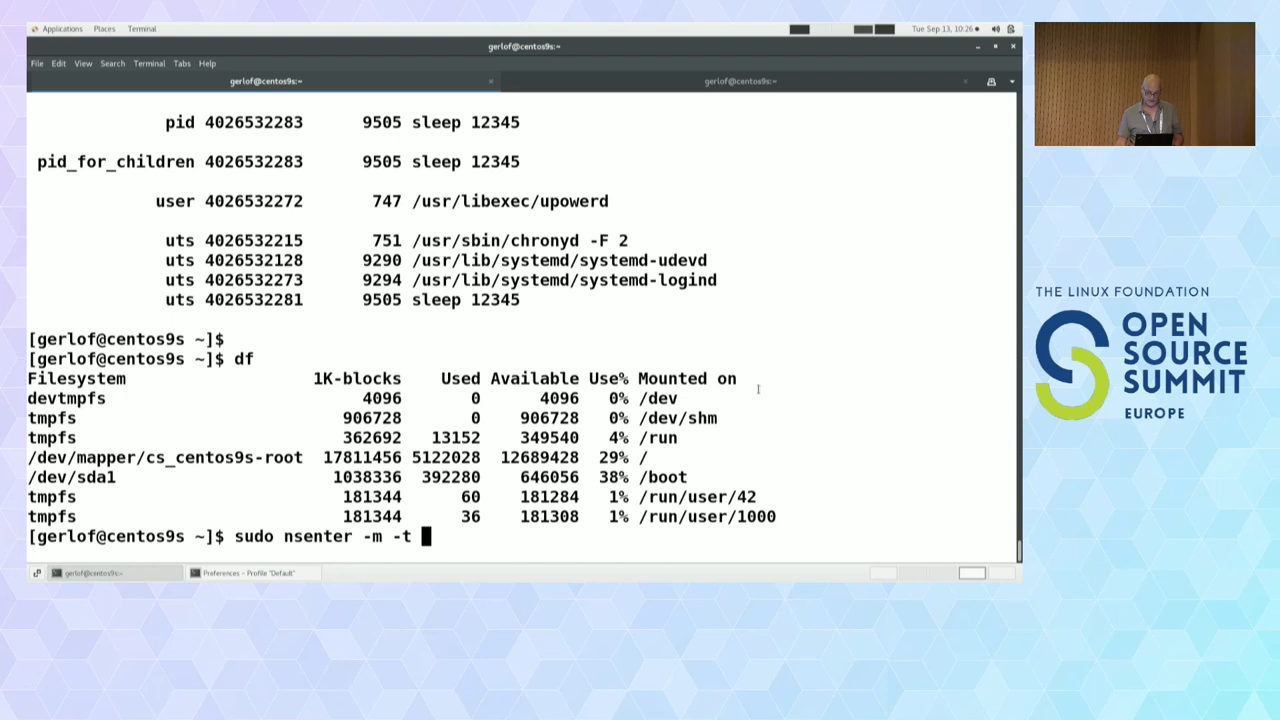 Applications Places Terminal
Tue Sep 13, 10:26
gerlof@centos9s:~
File Edit View Search Terminal Tabs Help
gerlof@centos9s:~ gerlof@centos9s:~
pid 4026532283 9505 sleep 12345
pid_for_children 4026532283 9505 sleep 12345
user 4026532272 747 /usr/libexec/upowerd
uts 4026532215 751 /usr/sbin/chronyd -F 2
uts 4026532128 9290 /usr/lib/systemd/systemd-udevd
uts 4026532273 9294 /usr/lib/systemd/systemd-logind
uts 4026532281 9505 sleep 12345
[gerlof@centos9s ~]$
[gerlof@centos9s ~]$ df
Filesystem 1K-blocks Used Available Use% Mounted on
devtmpfs 4096 0 4096 0% /dev
tmpfs 906728 0 906728 0% /dev/shm
tmpfs 362692 13152 349540 4% /run
/dev/mapper/cs_centos9s-root 17811456 5122028 12689428 29% /
/dev/sda1 1038336 392280 646056 38% /boot
tmpfs 181344 60 181284 1% /run/user/42
tmpfs 181344 36 181308 1% /run/user/1000
[gerlof@centos9s ~]$ sudo nsenter -m -t
gerlof@centos9s:~ Preferences – Profile "Default"
THE LINUX FOUNDATION
OPEN
SOURCE
SUMMIT
EUROPE